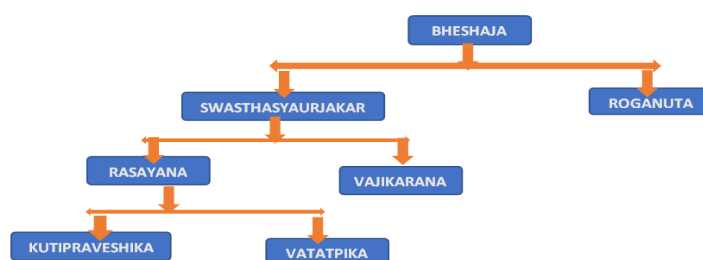 BHESHAJA
SWASTHASYAURJAKAR
ROGANUTA
RASAYANA
VAJIKARANA
KUTIPRAVESHIKA
VATATPIKA